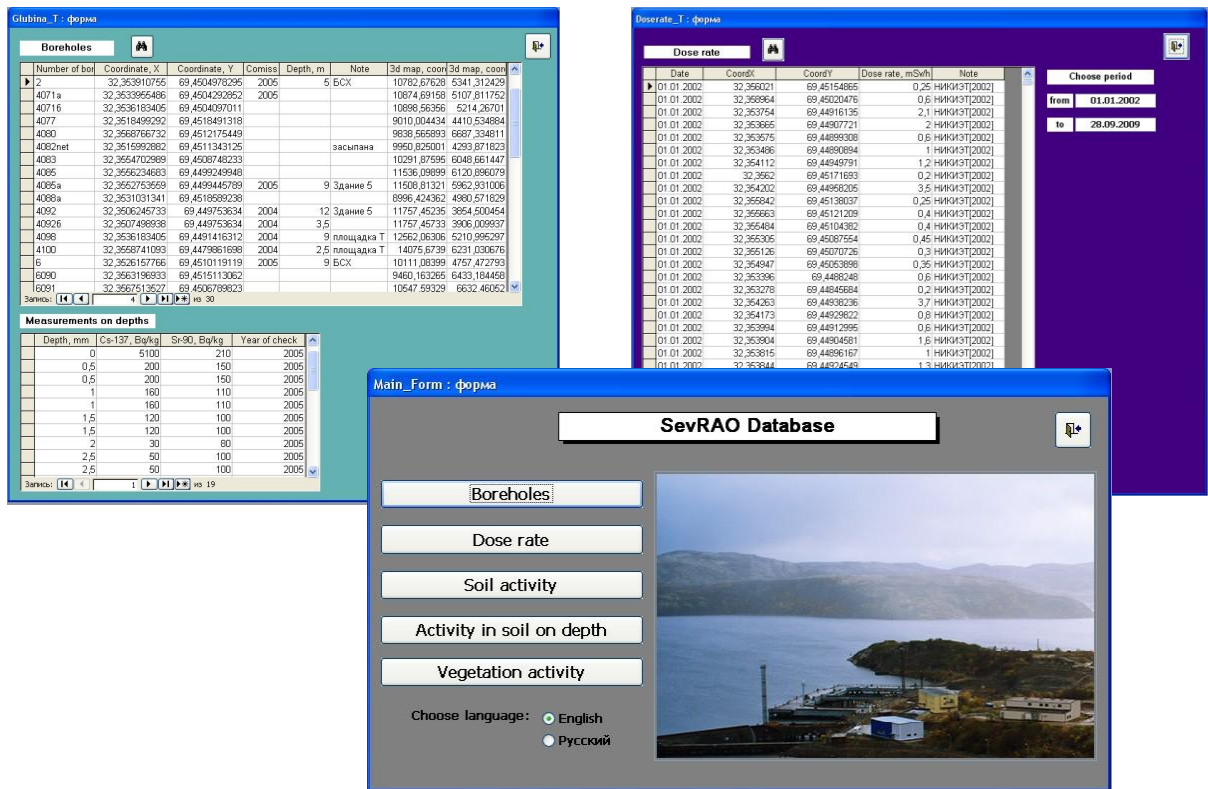 Glubina_T : форма
Boreholes
Number of bor Coordinate, X Coordinate, Y Comiss Depth, m Note 3d map, coor 3d map, coor
2 32,353910755 69,4504978295 2005 5 БСХ 10782,67628 5341,312429
4071a 32,3533955486 69,4504292852 2005 10874,69158 5107,811752
40716 32,3536183405 69,4504097011 10898,56356 5214,26701
4077 32,3518499292 69,4518491318 9010,004434 4410,534884
4080 32,3568766732 69,4512175449 9838,565893 6687,334811
4082net 32,3515992882 69,4511343125 засыпана 9950,825001 4293,871823
4083 32,3554702989 69,4508748233 10291,87595 6048,661447
4085 32,3556234683 69,4499249948 11536,09899 6120,896079
4085a 32,3552753559 69,4499445789 2005 9 Здание 5 11508,81321 5962,931006
4088a 32,3531031341 69,4518589238 8996,424362 4980,571829
4092 32,3506245733 69,449753634 2004 12 Здание 5 11757,45235 3854,500454
40926 32,3507498938 69,449753634 2004 3,5 11757,45733 3906,009937
4098 32,3536183405 69,4491416312 2004 9 площадка Т 12562,06306 5210,995297
4100 32,3558741093 69,4479861698 2004 2,5 площадка Т 14075,6739 6231,030676
6 32,3526157766 69,4510119119 2005 9 БСХ 10111,08399 4757,472793
6090 32,3563196933 69,4515113062 9460,163265 6433,184458
6091 32,3567513527 69,4506789823 10547,59329 6632,46052
Запись: 4 из 30
Measurements on depths
Depth, mm Cs-137, Bq/kg Sr-90, Bq/kg Year of check
0 5100 210 2005
0,5 200 150 2005
0,5 200 150 2005
1 160 110 2005
1 160 110 2005
1,5 120 100 2005
1,5 120 100 2005
2 30 80 2005
2,5 50 100 2005
2,5 50 100 2005
Запись: 1 из 19
Doserate_T : форма
Dose rate
Date CoordX CoordY Dose rate, mSv/h Note
01.01.2002 32,356021 69,45154865 0,25 НИКИЭТ[2002]
01.01.2002 32,358964 69,45020476 0,6 НИКИЭТ[2002]
01.01.2002 32,353754 69,44916135 2,1 НИКИЭТ[2002]
01.01.2002 32,353665 69,44907721 2 НИКИЭТ[2002]
01.01.2002 32,353575 69,44899308 0,6 НИКИЭТ[2002]
01.01.2002 32,353486 69,44890894 1 НИКИЭТ[2002]
01.01.2002 32,354112 69,44949791 1,2 НИКИЭТ[2002]
01.01.2002 32,3562 69,45171693 0,2 НИКИЭТ[2002]
01.01.2002 32,354202 69,44958205 3,5 НИКИЭТ[2002]
01.01.2002 32,355842 69,45138037 0,25 НИКИЭТ[2002]
01.01.2002 32,355663 69,45121209 0,4 НИКИЭТ[2002]
01.01.2002 32,355484 69,45104382 0,4 НИКИЭТ[2002]
01.01.2002 32,355305 69,45087554 0,45 НИКИЭТ[2002]
01.01.2002 32,355126 69,45070726 0,3 НИКИЭТ[2002]
01.01.2002 32,354947 69,45053898 0,35 НИКИЭТ[2002]
01.01.2002 32,353396 69,4488248 0,6 НИКИЭТ[2002]
01.01.2002 32,353278 69,44845684 0,2 НИКИЭТ[2002]
01.01.2002 32,354263 69,44938236 3,7 НИКИЭТ[2002]
01.01.2002 32,354173 69,44929822 0,8 НИКИЭТ[2002]
01.01.2002 32,353994 69,44912995 0,6 НИКИЭТ[2002]
01.01.2002 32,353904 69,44904581 1,6 НИКИЭТ[2002]
01.01.2002 32,353815 69,44896167 1 НИКИЭТ[2002]
01.01.2002 32,353844 69,44924549 1,3 НИКИЭТ[2002]
Choose period
from 01.01.2002
to 28.09.2009
Main_Form : форма
SevRAO Database
Boreholes
Dose rate
Soil activity
Activity in soil on depth
Vegetation activity
Choose language: English
Русский